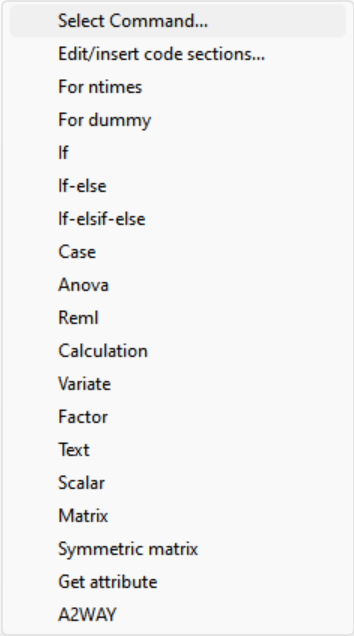 Select Command...
Edit/insert code sections...
For ntimes
For dummy
If
If-else
If-elsif-else
Case
Anova
Reml
Calculation
Variate
Factor
Text
Scalar
Matrix
Symmetric matrix
Get attribute
A2WAY